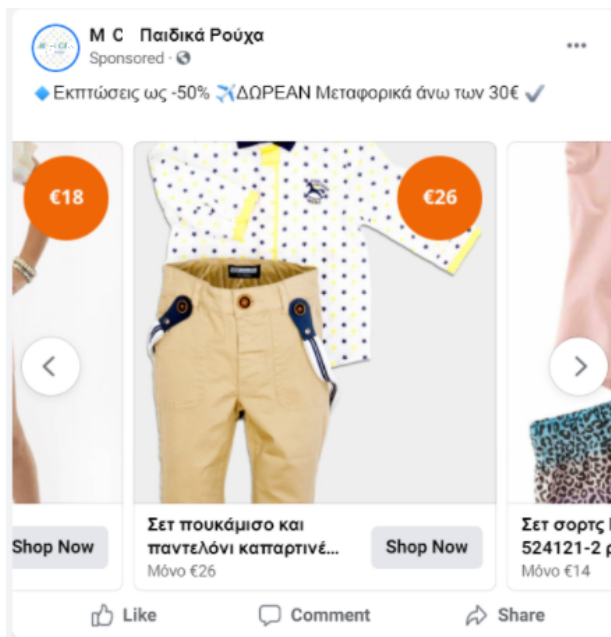 M C Παιδικά Ρούχα
Sponsored ·
Εκπτώσεις ως -50% ΔΩΡΕΑΝ Μεταφορικά άνω των 30€
€18
€26
Shop Now
Σετ πουκάμισο και
παντελόνι καπαρτινέ...
Μόνο €26
Shop Now
Σετ σορτς
524121-2
Μόνο €14
Like
Comment
Share